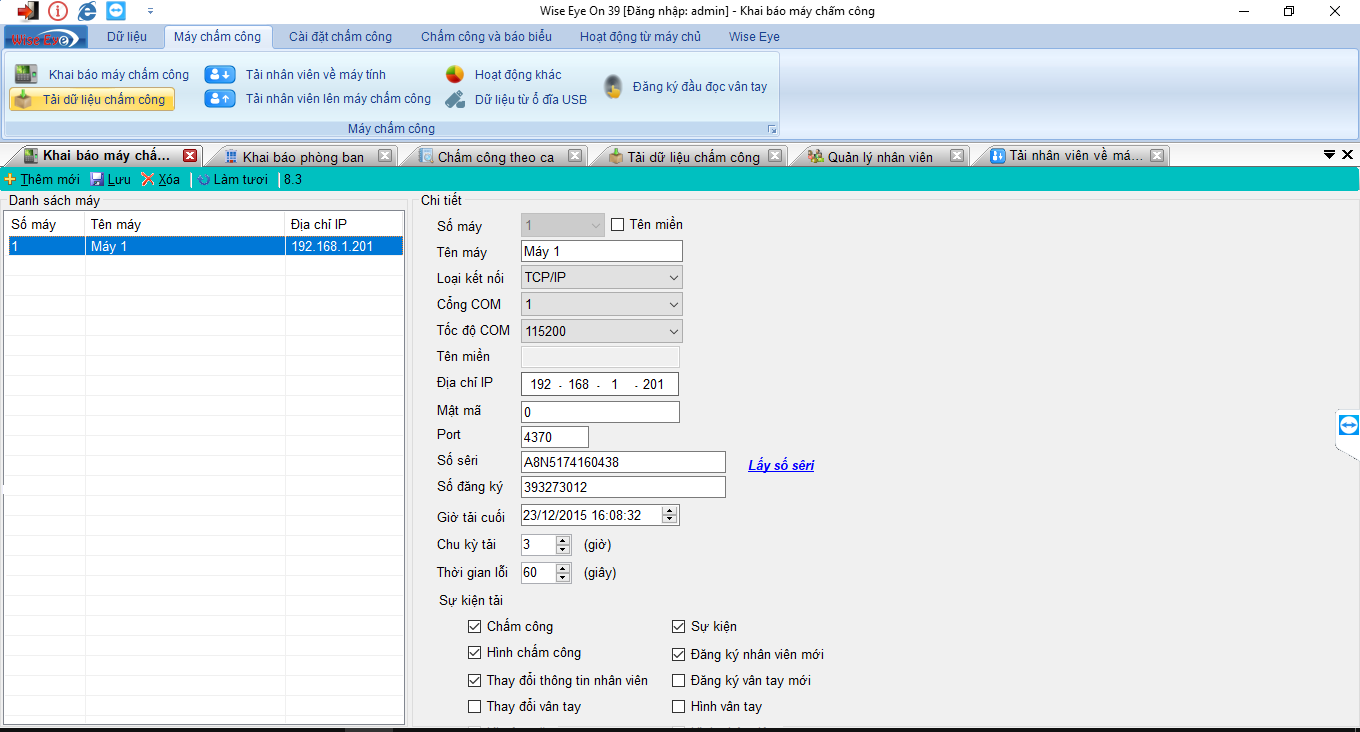 Wise Eye On 39 [Đăng nhập: admin] - Khai báo máy chấm công
Wise Eye Dữ liệu Máy chấm công Cài đặt chấm công Chấm công và báo biểu Hoạt động từ máy chủ Wise Eye
Khai báo máy chấm công Tải nhân viên về máy tính Hoạt động khác Đăng ký đầu đọc vân tay
Tải dữ liệu chấm công Tải nhân viên lên máy chấm công Dữ liệu từ ổ đĩa USB
Máy chấm công
Khai báo máy chấ... Khai báo phòng ban Chấm công theo ca Tải dữ liệu chấm công Quản lý nhân viên Tải nhân viên về má...
Thêm mới Lưu Xóa Làm tươi 8.3
Danh sách máy
Số máy Tên máy Địa chỉ IP
1 Máy 1 192.168.1.201
Chi tiết
Số máy 1 Tên miền
Tên máy Máy 1
Loại kết nối TCP/IP
Cổng COM 1
Tốc độ COM 115200
Tên miền
Địa chỉ IP 192 - 168 - 1 - 201
Mật mã 0
Port 4370
Số sêri A8N5174160438 Lấy số sêri
Số đăng ký 393273012
Giờ tải cuối 23/12/2015 16:08:32
Chu kỳ tải 3 (giờ)
Thời gian lỗi 60 (giây)
Sự kiện tải
Chấm công Sự kiện
Hình chấm công Đăng ký nhân viên mới
Thay đổi thông tin nhân viên Đăng ký vân tay mới
Thay đổi vân tay Hình vân tay